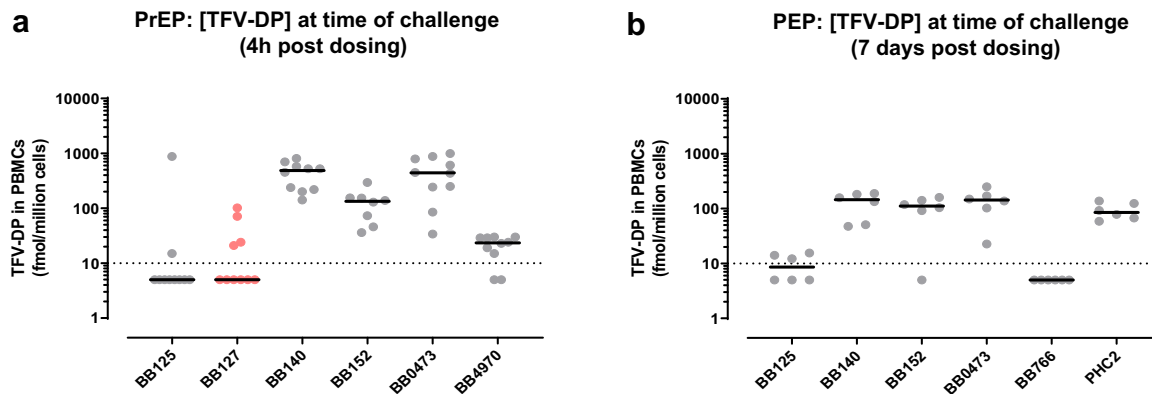 a
PrEP: [TFV-DP] at time of challenge
(4h post dosing)
TFV-DP in PBMCs
(fmol/million cells)
10000
1000
100
10
1
BB125
BB127
BB140
BB152
BB0473
BB4970
b
PEP: [TFV-DP] at time of challenge
(7 days post dosing)
TFV-DP in PBMCs
(fmol/million cells)
10000
1000
100
10
1
BB125
BB140
BB152
BB0473
BB766
PHC2